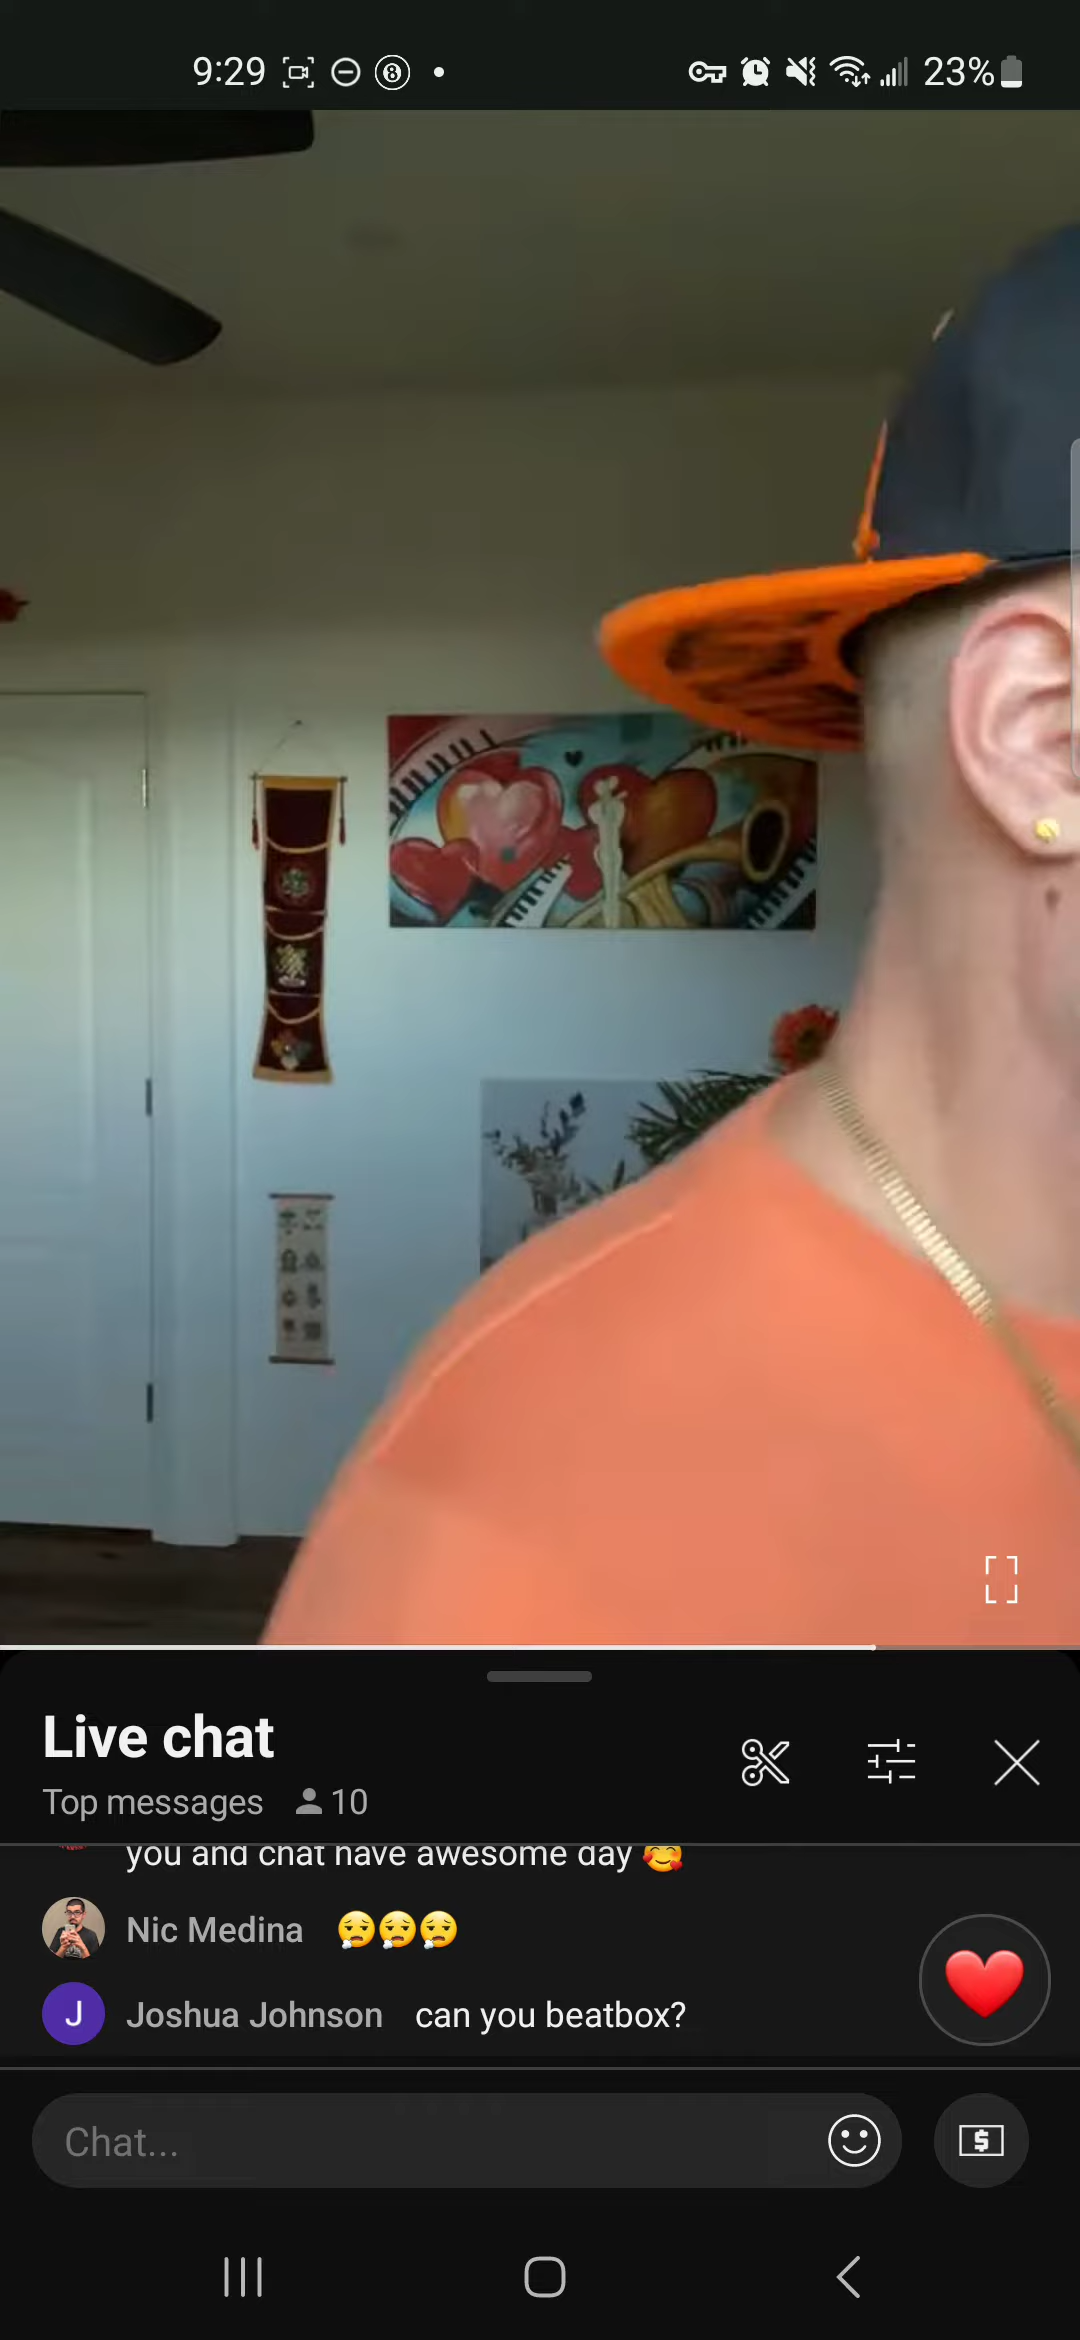 9:29
23%
Live chat
Top messages 10
you and chat have awesome day 🥰
Nic Medina 😮‍💨😮‍💨😮‍💨
J Joshua Johnson can you beatbox?
Chat...